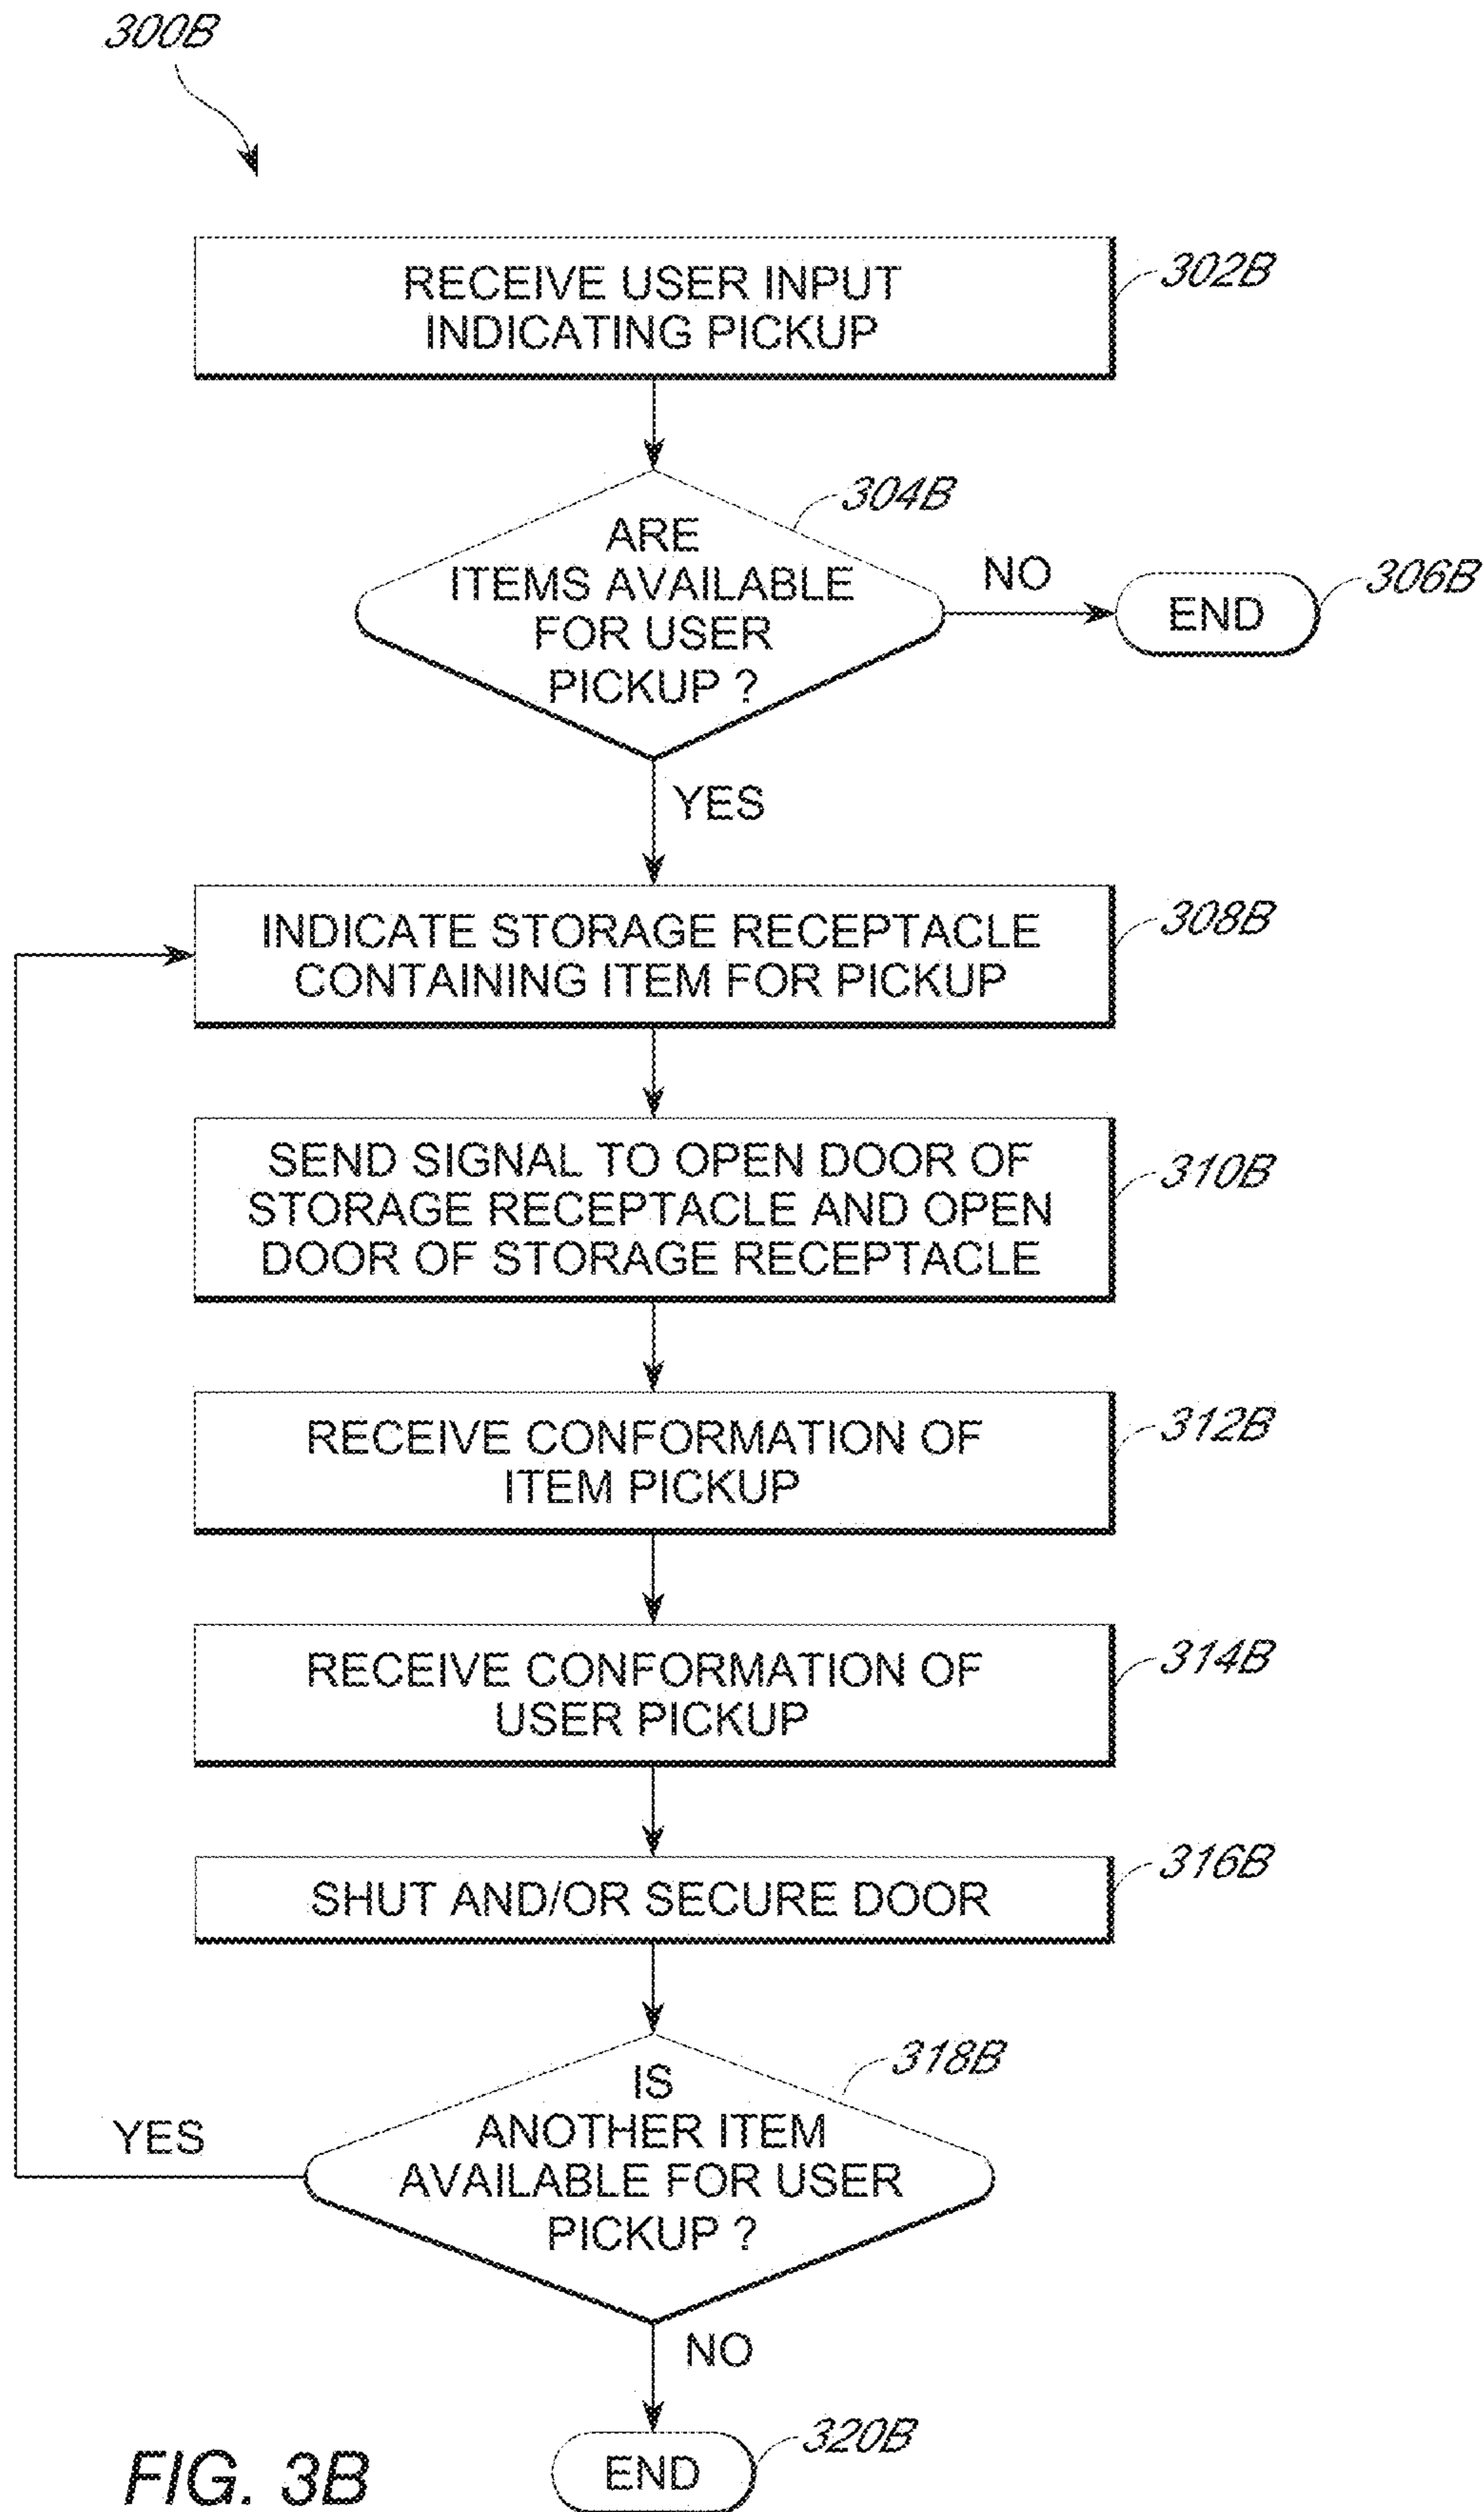 300B
RECEIVE USER INPUT
INDICATING PICKUP
302B
ARE
ITEMS AVAILABLE
FOR USER
PICKUP ?
304B
NO
END
306B
YES
INDICATE STORAGE RECEPTACLE
CONTAINING ITEM FOR PICKUP
308B
SEND SIGNAL TO OPEN DOOR OF
STORAGE RECEPTACLE AND OPEN
DOOR OF STORAGE RECEPTACLE
310B
RECEIVE CONFORMATION OF
ITEM PICKUP
312B
RECEIVE CONFORMATION OF
USER PICKUP
314B
SHUT AND/OR SECURE DOOR
316B
IS
ANOTHER ITEM
AVAILABLE FOR USER
PICKUP ?
318B
YES
NO
END
320B
FIG. 3B